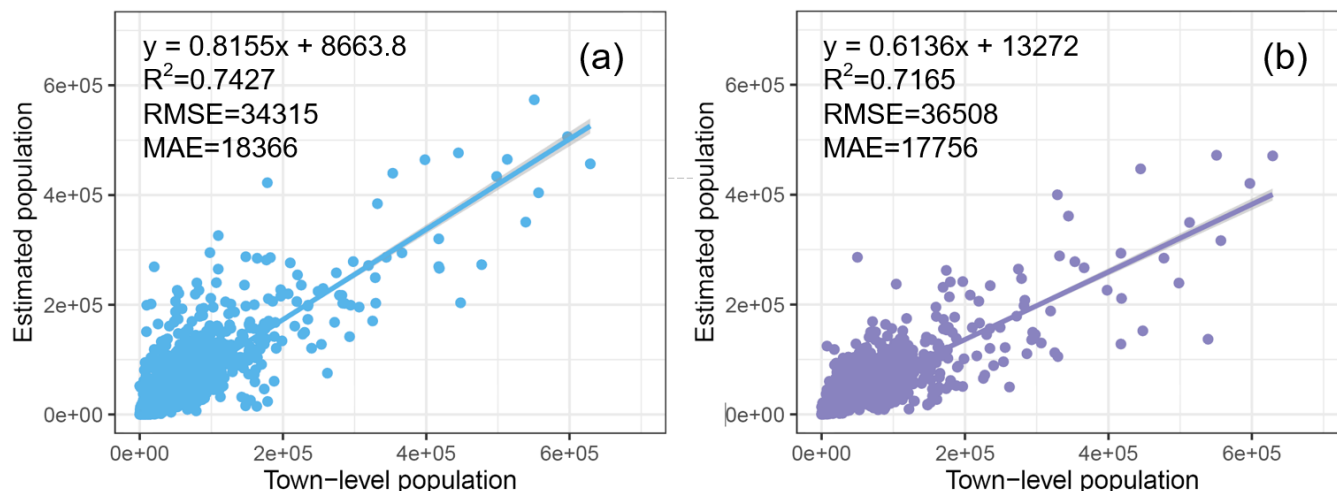 y = 0.8155x + 8663.8
R²=0.7427
RMSE=34315
MAE=18366
(a)
6e+05
4e+05
2e+05
0e+00
Estimated population
0e+00 2e+05 4e+05 6e+05
Town−level population
y = 0.6136x + 13272
R²=0.7165
RMSE=36508
MAE=17756
(b)
6e+05
4e+05
2e+05
0e+00
Estimated population
0e+00 2e+05 4e+05 6e+05
Town−level population